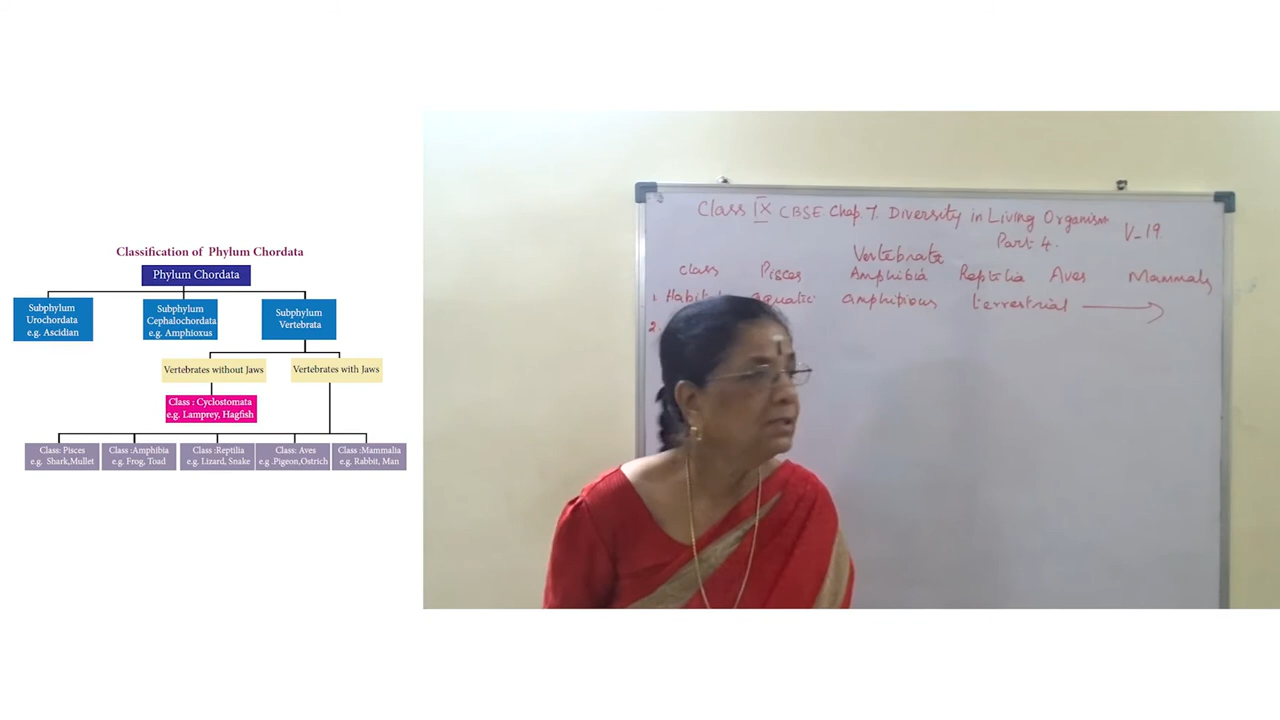 Classification of Phylum Chordata
Phylum Chordata
Subphylum
Urochordata
e.g. Ascidian
Subphylum
Cephalochordata
e.g. Amphioxus
Subphylum
Vertebrata
Vertebrates without Jaws
Vertebrates with Jaws
Class : Cyclostomata
e.g. Lamprey, Hagfish
Class: Pisces
e.g. Shark,Mullet
Class :Amphibia
e.g. Frog, Toad
Class :Reptilia
e.g. Lizard, Snake
Class: Aves
e.g .Pigeon,Ostrich
Class :Mammalia
e.g. Rabbit, Man
Class IX CBSE Chap. 7. Diversity in Living Organism
Part 4. V-19
Vertebrate
class Pisces Amphibia Reptilia Aves Mammals
1. Habitat aquatic amphibious terrestrial
2.